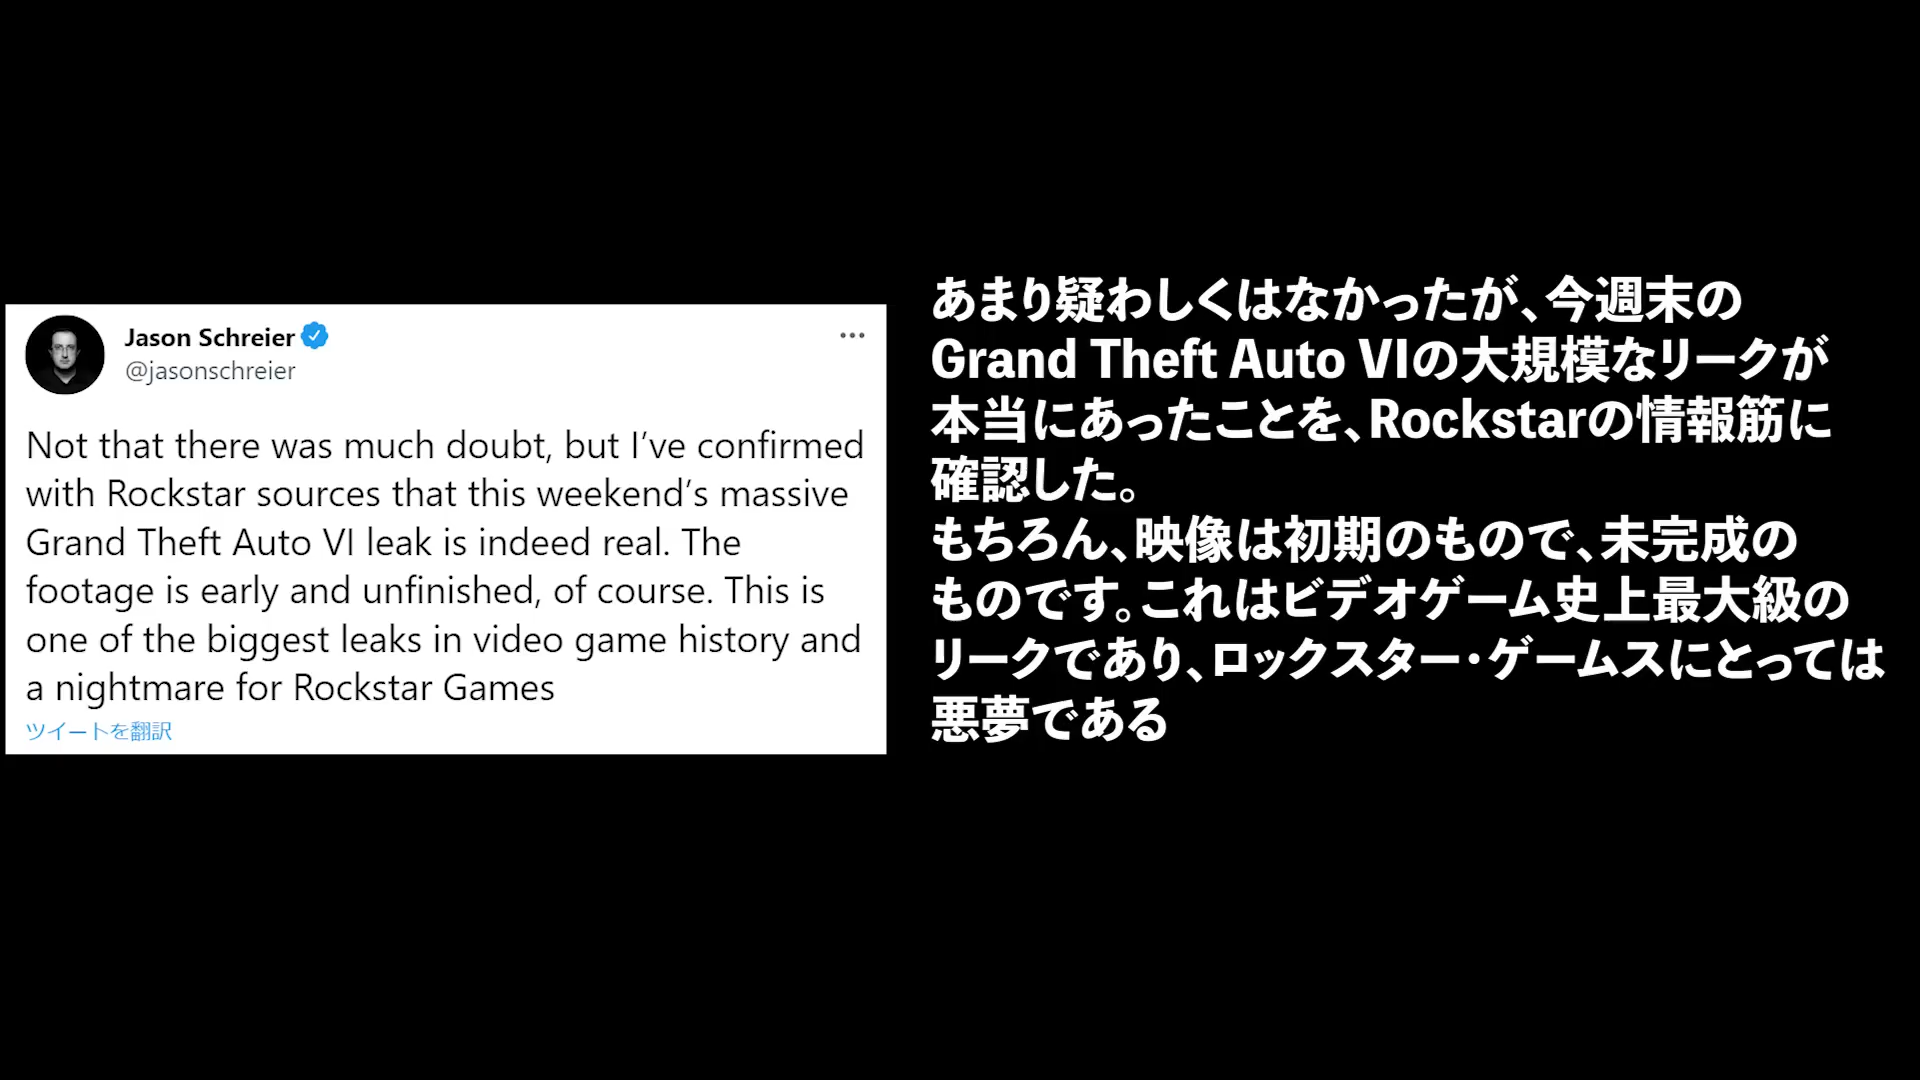 Jason Schreier
@jasonschreier
Not that there was much doubt, but I’ve confirmed
with Rockstar sources that this weekend’s massive
Grand Theft Auto VI leak is indeed real. The
footage is early and unfinished, of course. This is
one of the biggest leaks in video game history and
a nightmare for Rockstar Games
ツイートを翻訳
あまり疑わしくはなかったが、今週末の
Grand Theft Auto VIの大規模なリークが
本当にあったことを、Rockstarの情報筋に
確認した。
もちろん、映像は初期のもので、未完成の
ものです。これはビデオゲーム史上最大級の
リークであり、ロックスター・ゲームスにとっては
悪夢である